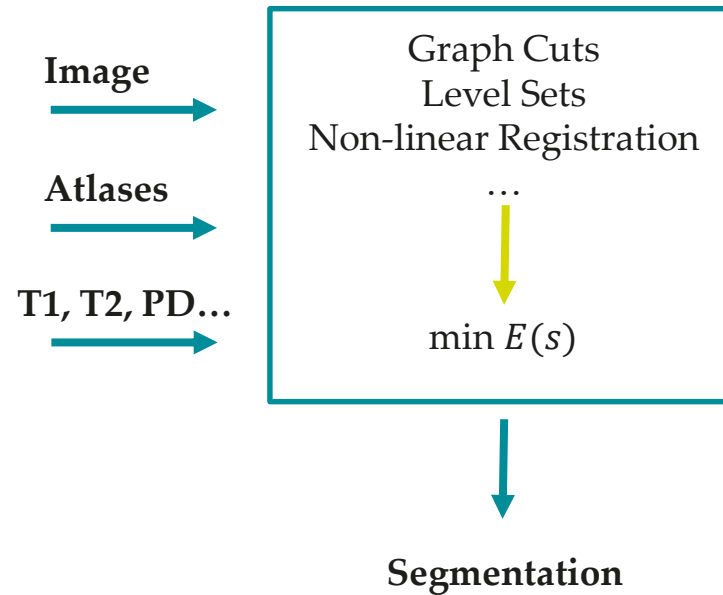 Image
Atlases
T1, T2, PD…
Graph Cuts
Level Sets
Non-linear Registration
…
min E(s)
Segmentation